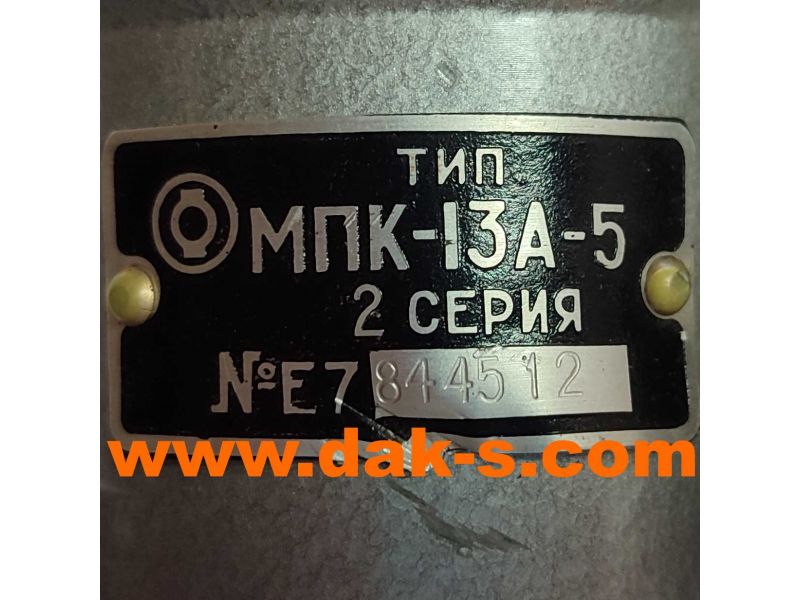 ТИП
МПК-13А-5
2 СЕРИЯ
№Е7 844512
www.dak-s.com